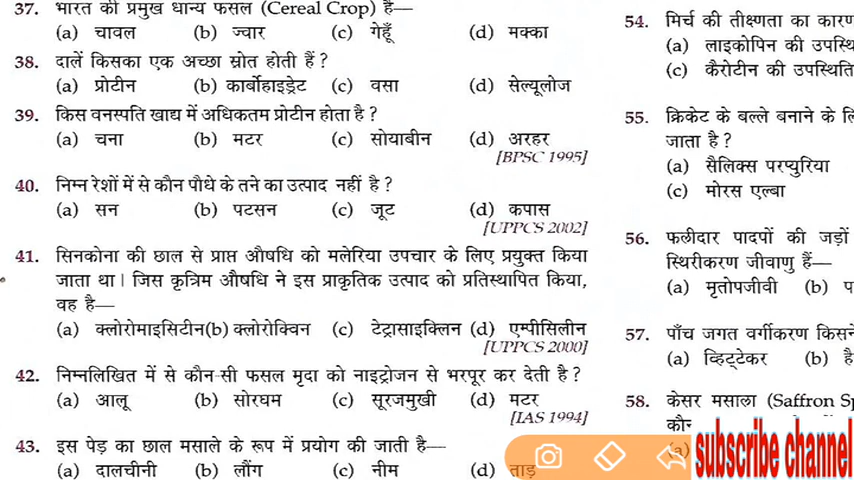 37. भारत की प्रमुख धान्य फसल (Cereal Crop) है—
(a) चावल (b) ज्वार (c) गेहूँ (d) मक्का
38. दालें किसका एक अच्छा स्रोत होती हैं ?
(a) प्रोटीन (b) कार्बोहाइड्रेट (c) वसा (d) सेल्यूलोज
39. किस वनस्पति खाद्य में अधिकतम प्रोटीन होता है ?
(a) चना (b) मटर (c) सोयाबीन (d) अरहर
[BPSC 1995]
40. निम्न रेशों में से कौन पौधे के तने का उत्पाद नहीं है ?
(a) सन (b) पटसन (c) जूट (d) कपास
[UPPCS 2002]
41. सिनकोना की छाल से प्राप्त औषधि को मलेरिया उपचार के लिए प्रयुक्त किया
जाता था। जिस कृत्रिम औषधि ने इस प्राकृतिक उत्पाद को प्रतिस्थापित किया,
वह है—
(a) क्लोरोमाइसिटीन(b) क्लोरोक्विन (c) टेट्रासाइक्लिन (d) एम्पीसिलीन
[UPPCS 2000]
42. निम्नलिखित में से कौन-सी फसल मृदा को नाइट्रोजन से भरपूर कर देती है ?
(a) आलू (b) सोरघम (c) सूरजमुखी (d) मटर
[IAS 1994]
43. इस पेड़ का छाल मसाले के रूप में प्रयोग की जाती है—
(a) दालचीनी (b) लौंग (c) नीम (d) ताड़
54. मिर्च की तीक्ष्णता का
(a) लाइकोपिन की
(c) कैरोटीन की उपस्थिति
55. क्रिकेट के बल्ले बनाने के
जाता है ?
(a) सैलिक्स परप्युरिया
(c) मोरस एल्बा
56. फलीदार पादपों की जड़ों
स्थिरीकरण जीवाणु हैं—
(a) मृतोपजीवी (b)
57. पाँच जगत वर्गीकरण
(a) व्हिट्टेकर (b)
58. केसर मसाला (Saffron
(a)
subscribe channel